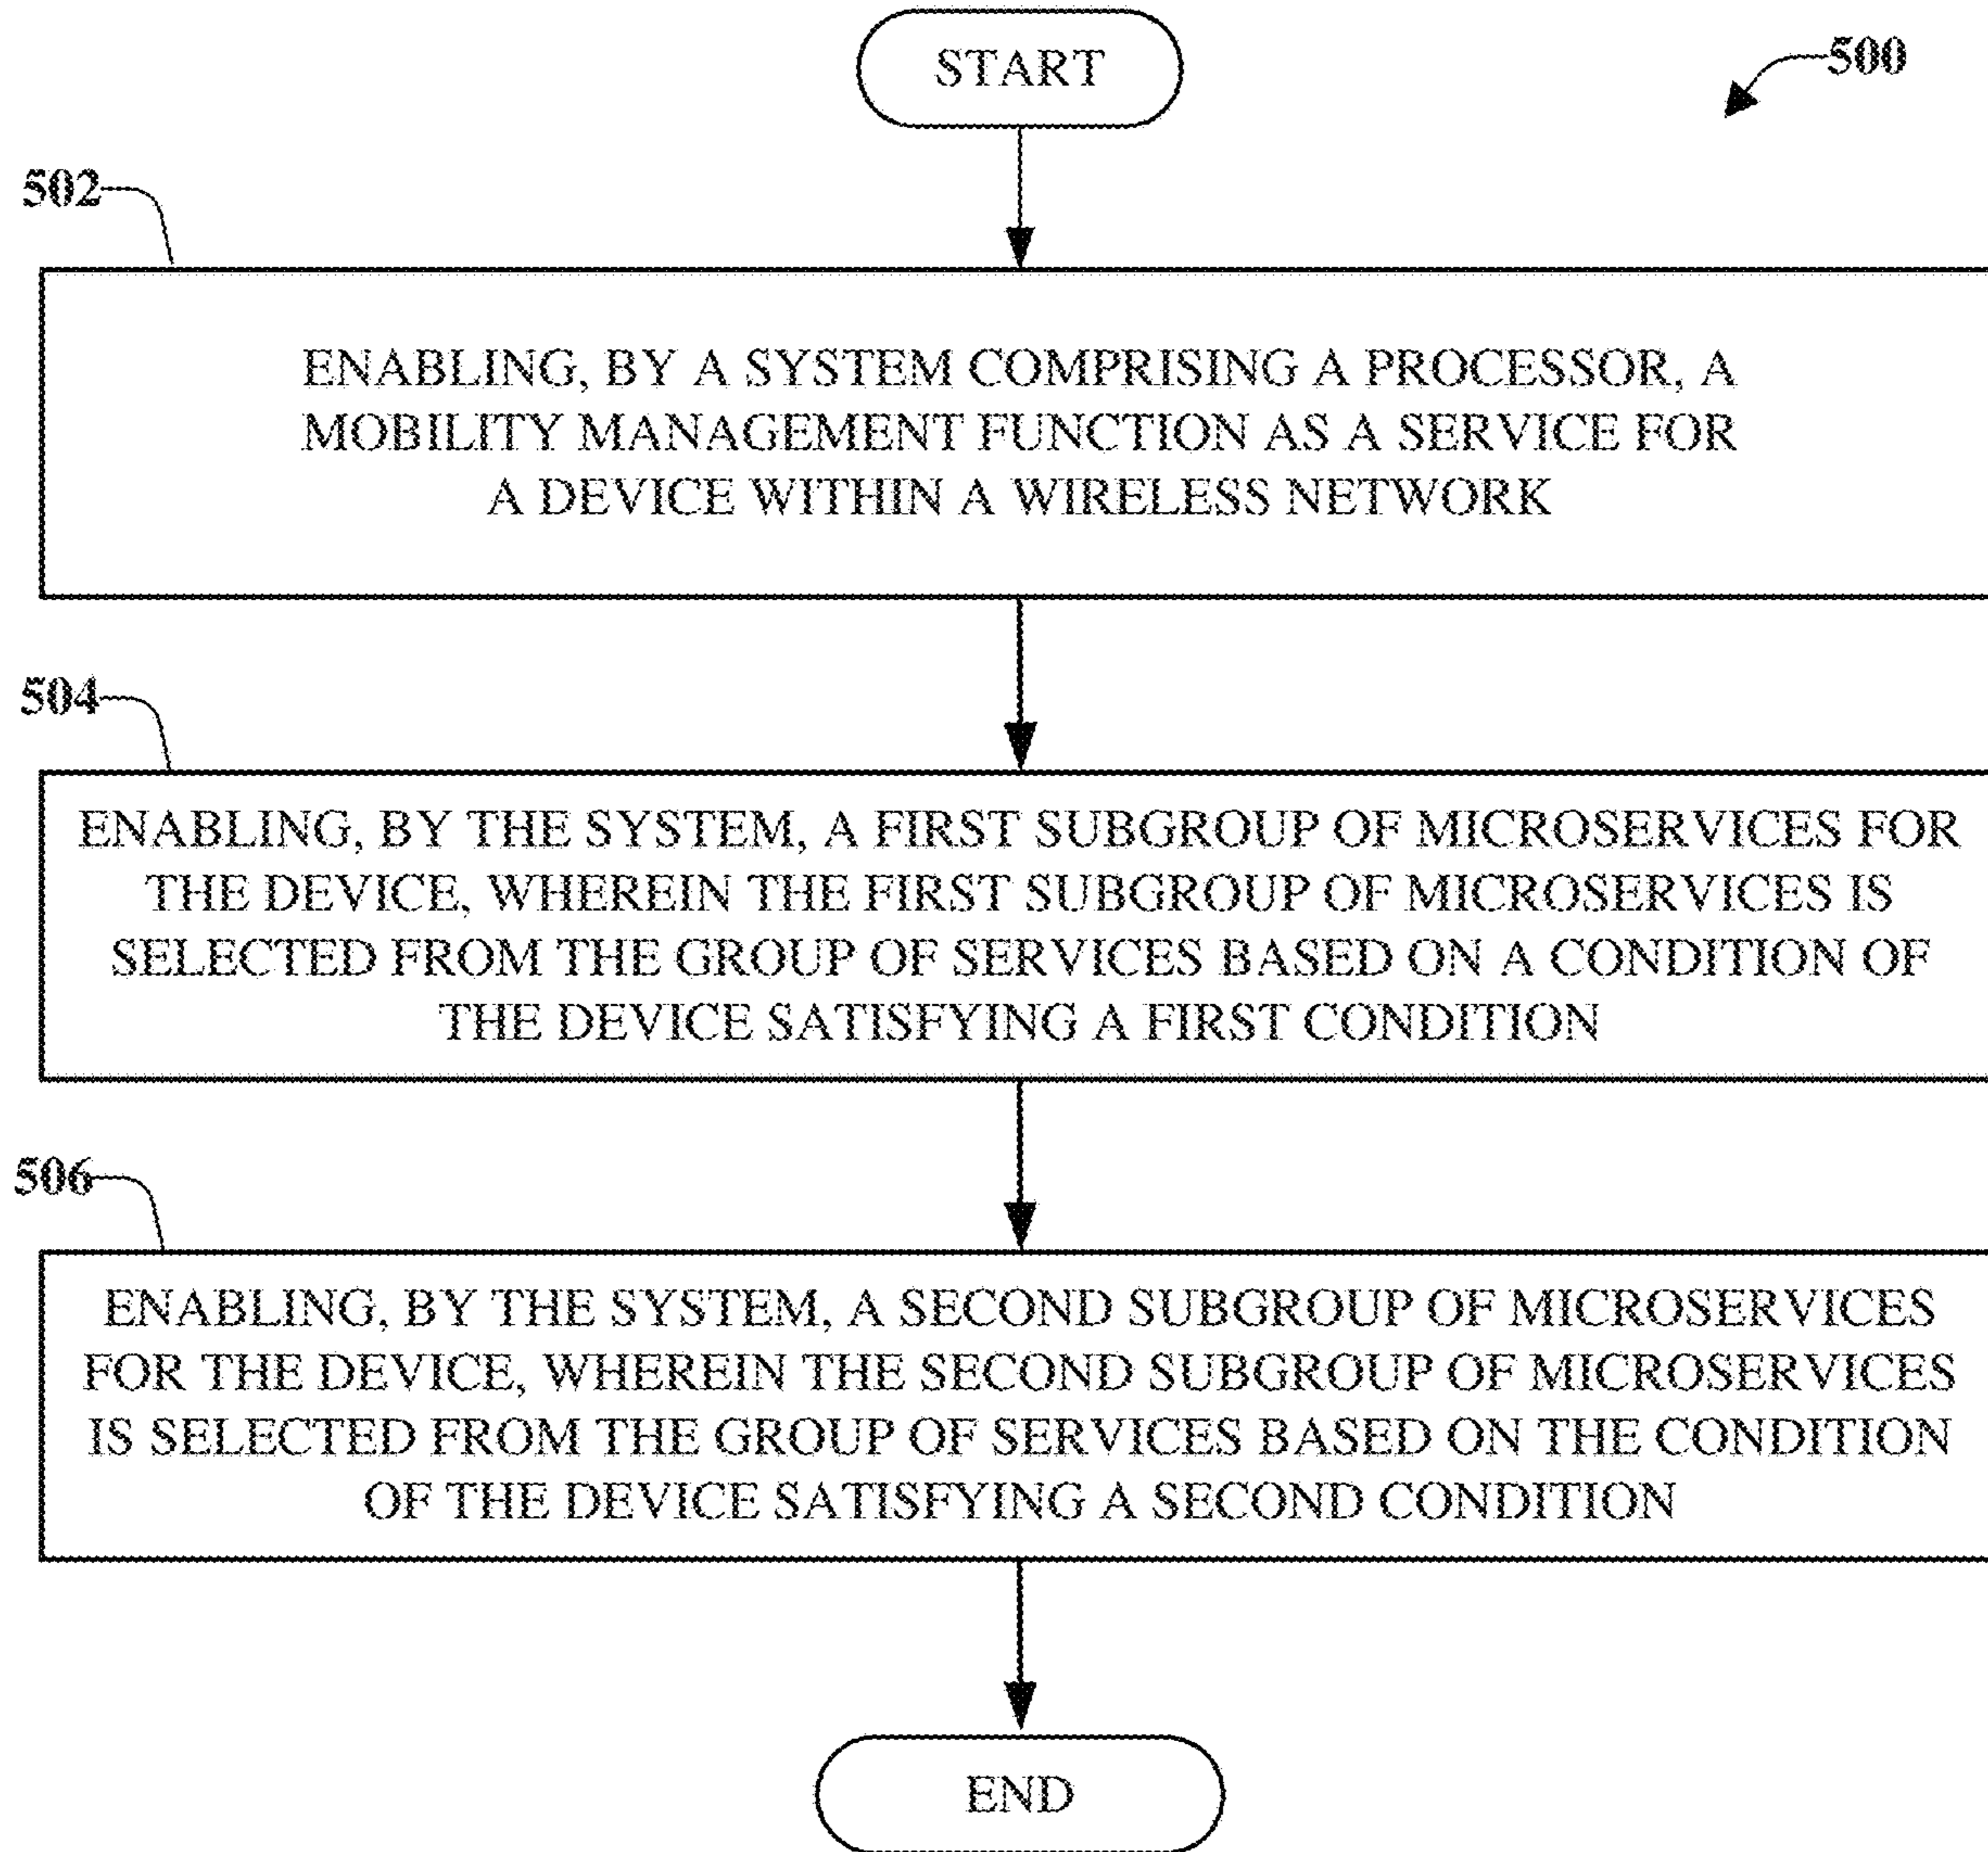 START
500
502
ENABLING, BY A SYSTEM COMPRISING A PROCESSOR, A
MOBILITY MANAGEMENT FUNCTION AS A SERVICE FOR
A DEVICE WITHIN A WIRELESS NETWORK
504
ENABLING, BY THE SYSTEM, A FIRST SUBGROUP OF MICROSERVICES FOR
THE DEVICE, WHEREIN THE FIRST SUBGROUP OF MICROSERVICES IS
SELECTED FROM THE GROUP OF SERVICES BASED ON A CONDITION OF
THE DEVICE SATISFYING A FIRST CONDITION
506
ENABLING, BY THE SYSTEM, A SECOND SUBGROUP OF MICROSERVICES
FOR THE DEVICE, WHEREIN THE SECOND SUBGROUP OF MICROSERVICES
IS SELECTED FROM THE GROUP OF SERVICES BASED ON THE CONDITION
OF THE DEVICE SATISFYING A SECOND CONDITION
END